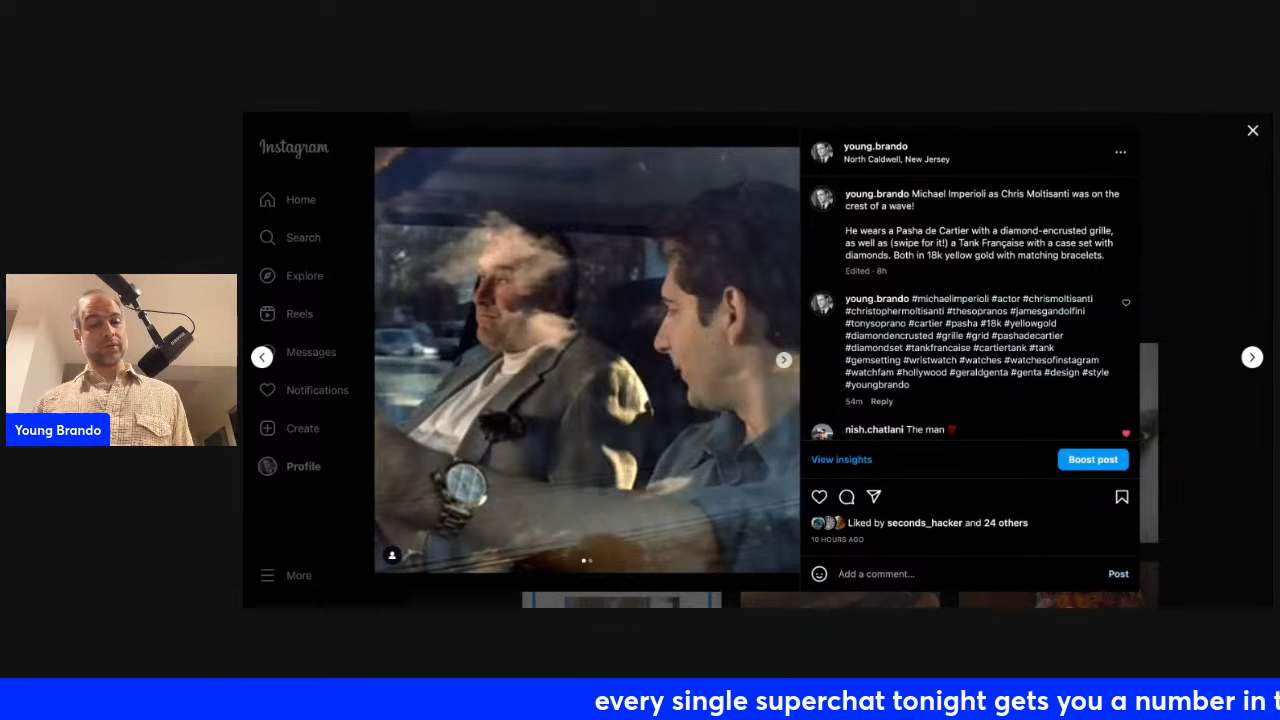 Instagram
Home
Search
Explore
Reels
Messages
Notifications
Create
Profile
More
young.brando
North Caldwell, New Jersey
young.brando Michael Imperioli as Chris Moltisanti was on the
crest of a wave!
He wears a Pasha de Cartier with a diamond-encrusted grille,
as well as (swipe for it!) a Tank Française with a case set with
diamonds. Both in 18k yellow gold with matching bracelets.
Edited · 8h
young.brando #michaelimperioli #actor #chrismoltisanti
#christophermoltisanti #thesopranos #jamesgandolfini
#tonysoprano #cartier #pasha #18k #yellowgold
#diamondencrusted #grille #grid #pashadecartier
#diamondset #tankfrancaise #cartiertank #tank
#gemsetting #wristwatch #watches #watchesofinstagram
#watchfam #hollywood #geraldgenta #genta #design #style
#youngbrando
54m Reply
nish.chatlani The man
View insights
Boost post
Liked by seconds_hacker and 24 others
10 HOURS AGO
Add a comment...
Post
Young Brando
every single superchat tonight gets you a number in t